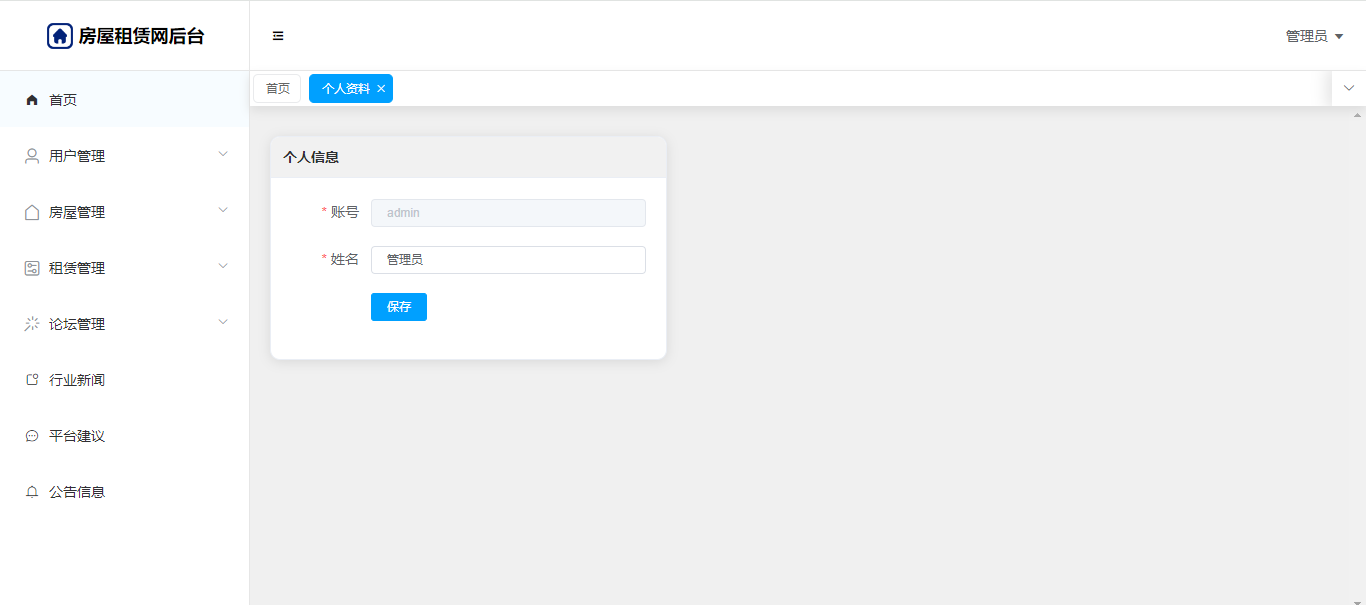 房屋租赁网后台
管理员
首页
个人资料
首页
用户管理
房屋管理
租赁管理
论坛管理
行业新闻
平台建议
公告信息
个人信息
* 账号 admin
* 姓名 管理员
保存